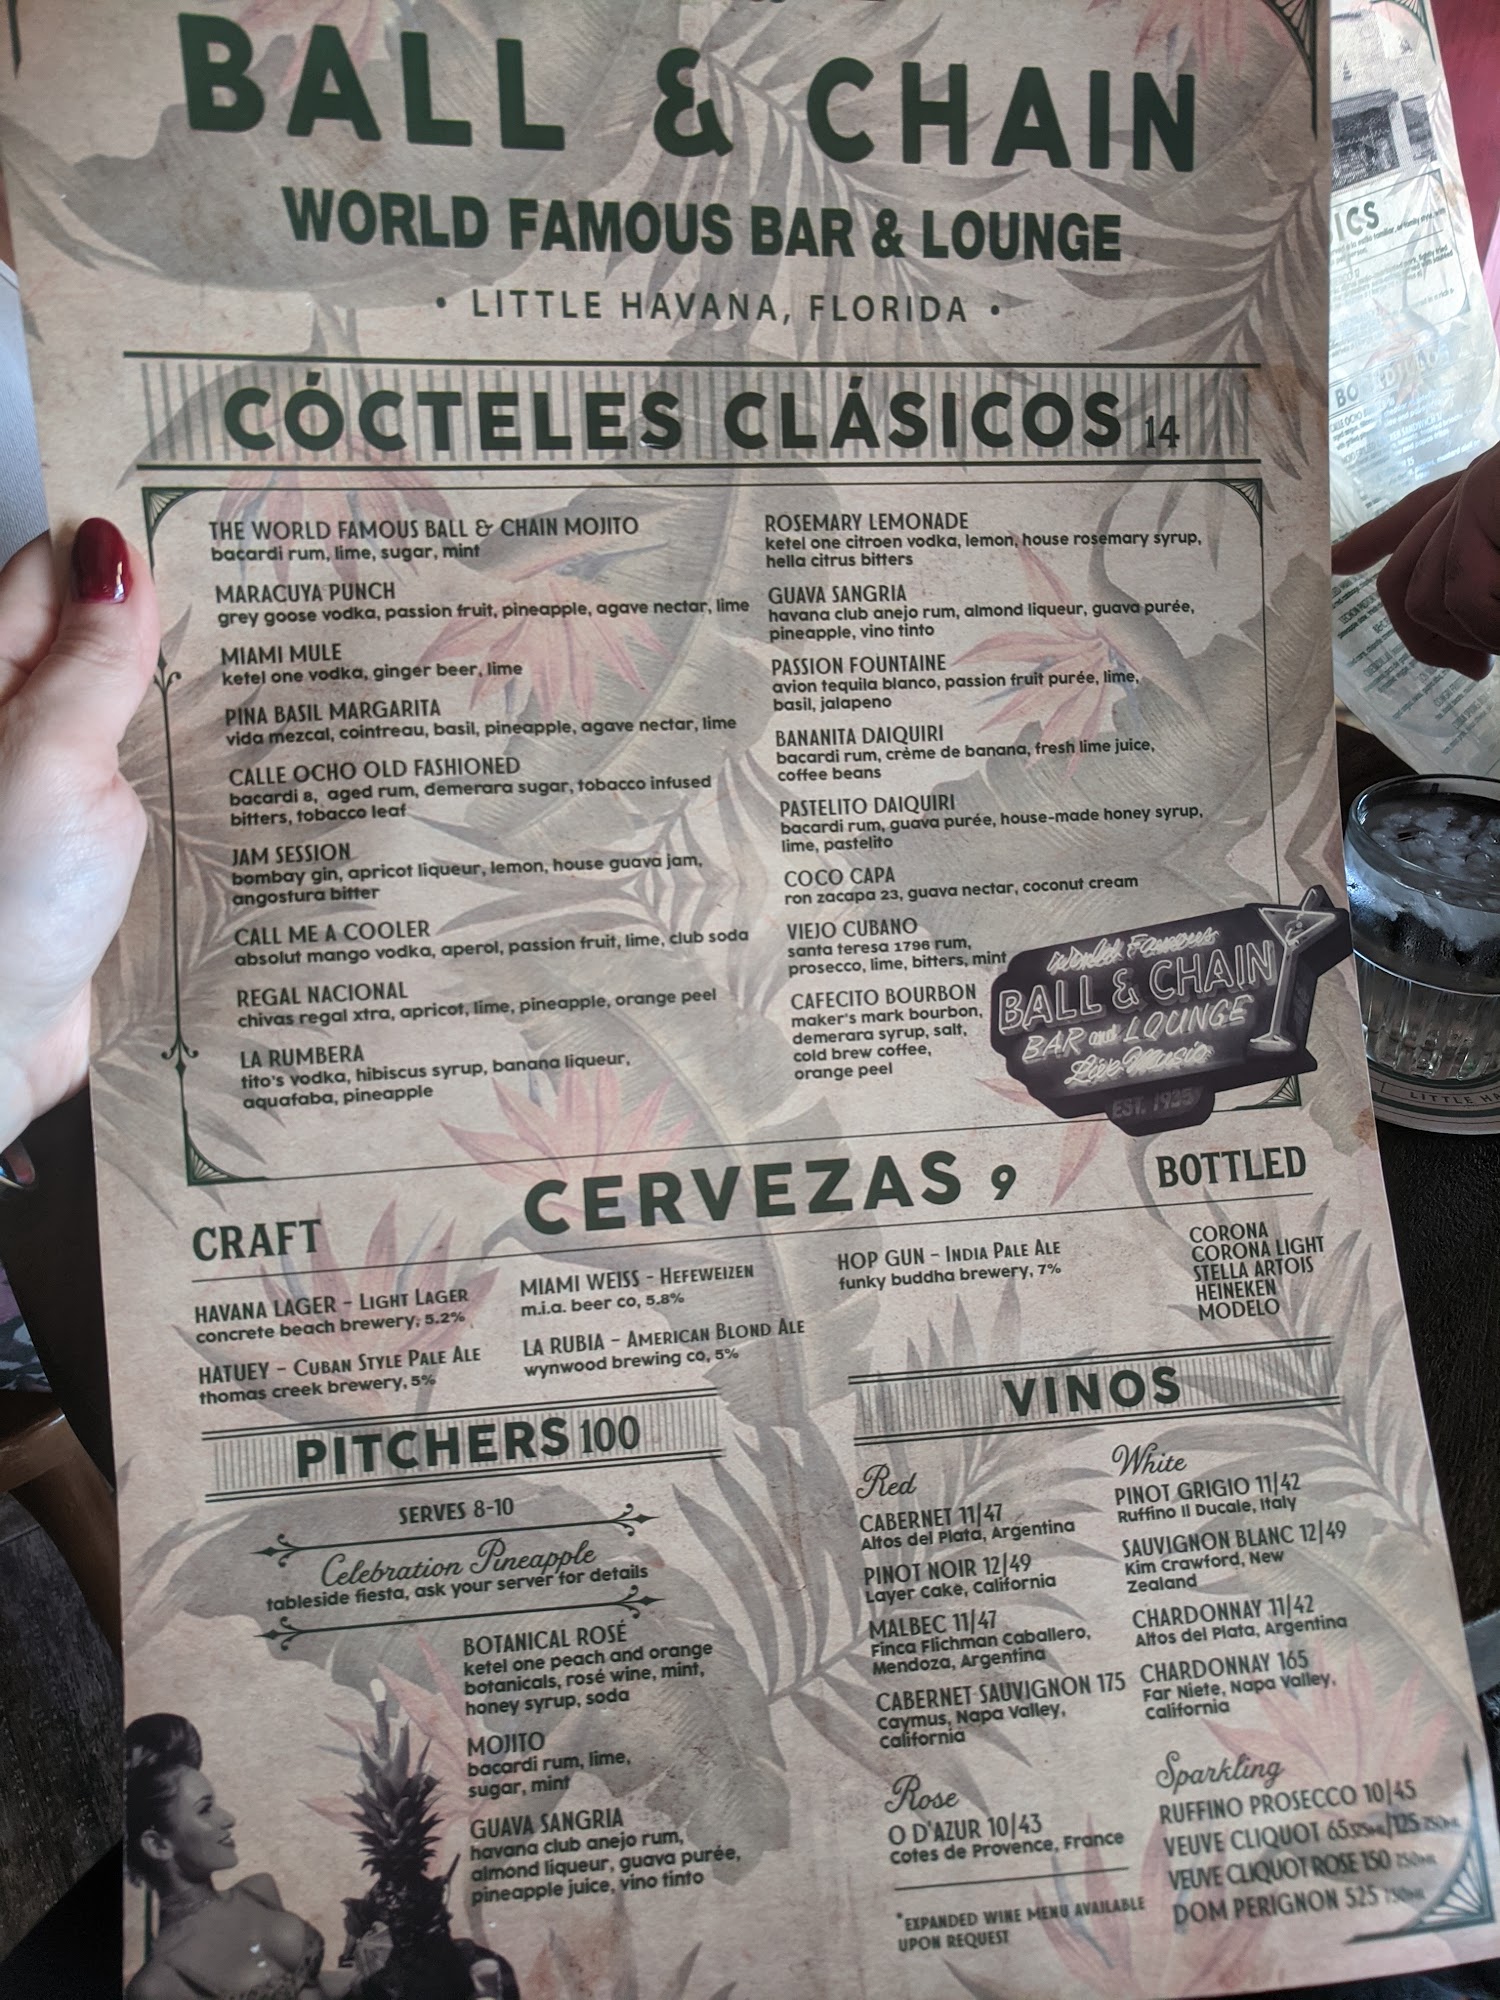 BALL & CHAIN
WORLD FAMOUS BAR & LOUNGE
• LITTLE HAVANA, FLORIDA •
CÓCTELES CLÁSICOS 14
THE WORLD FAMOUS BALL & CHAIN MOJITO
bacardi rum, lime, sugar, mint
MARACUYA PUNCH
grey goose vodka, passion fruit, pineapple, agave nectar, lime
MIAMI MULE
ketel one vodka, ginger beer, lime
PINA BASIL MARGARITA
vida mezcal, cointreau, basil, pineapple, agave nectar, lime
CALLE OCHO OLD FASHIONED
bacardi 8, aged rum, demerara sugar, tobacco infused
bitters, tobacco leaf
JAM SESSION
bombay gin, apricot liqueur, lemon, house guava jam,
angostura bitter
CALL ME A COOLER
absolut mango vodka, aperol, passion fruit, lime, club soda
REGAL NACIONAL
chivas regal xtra, apricot, lime, pineapple, orange peel
LA RUMBERA
tito's vodka, hibiscus syrup, banana liqueur,
aquafaba, pineapple
ROSEMARY LEMONADE
ketel one citroen vodka, lemon, house rosemary syrup,
hella citrus bitters
GUAVA SANGRIA
havana club anejo rum, almond liqueur, guava purée,
pineapple, vino tinto
PASSION FOUNTAINE
avion tequila blanco, passion fruit purée, lime,
basil, jalapeno
BANANITA DAIQUIRI
bacardi rum, crème de banana, fresh lime juice,
coffee beans
PASTELITO DAIQUIRI
bacardi rum, guava purée, house-made honey syrup,
lime, pastelito
COCO CAPA
ron zacapa 23, guava nectar, coconut cream
VIEJO CUBANO
santa teresa 1796 rum,
prosecco, lime, bitters, mint
CAFECITO BOURBON
maker's mark bourbon,
demerara syrup, salt,
cold brew coffee,
orange peel
World Famous
BALL & CHAIN
BAR and LOUNGE
Live Music
EST. 1935
CERVEZAS 9
CRAFT
HAVANA LAGER – LIGHT LAGER
concrete beach brewery, 5.2%
HATUEY – CUBAN STYLE PALE ALE
thomas creek brewery, 5%
MIAMI WEISS – HEFEWEIZEN
m.i.a. beer co, 5.8%
LA RUBIA – AMERICAN BLOND ALE
wynwood brewing co, 5%
HOP GUN – INDIA PALE ALE
funky buddha brewery, 7%
BOTTLED
CORONA
CORONA LIGHT
STELLA ARTOIS
HEINEKEN
MODELO
PITCHERS 100
SERVES 8-10
Celebration Pineapple
tableside fiesta, ask your server for details
BOTANICAL ROSÉ
ketel one peach and orange
botanicals, rosé wine, mint,
honey syrup, soda
MOJITO
bacardi rum, lime,
sugar, mint
GUAVA SANGRIA
havana club anejo rum,
almond liqueur, guava purée,
pineapple juice, vino tinto
VINOS
Red
CABERNET 11|47
Altos del Plata, Argentina
PINOT NOIR 12|49
Layer Cake, California
MALBEC 11|47
Finca Flichman Caballero,
Mendoza, Argentina
CABERNET SAUVIGNON 175
Caymus, Napa Valley,
California
Rose
O D'AZUR 10|43
Cotes de Provence, France
*EXPANDED WINE MENU AVAILABLE
UPON REQUEST
White
PINOT GRIGIO 11|42
Ruffino Il Ducale, Italy
SAUVIGNON BLANC 12|49
Kim Crawford, New
Zealand
CHARDONNAY 11|42
Altos del Plata, Argentina
CHARDONNAY 165
Far Niete, Napa Valley,
California
Sparkling
RUFFINO PROSECCO 10|45
VEUVE CLIQUOT 65 375ml/125 750ml
VEUVE CLIQUOT ROSE 150 750ml
DOM PERIGNON 525 750ml
ICS
LITTLE HA